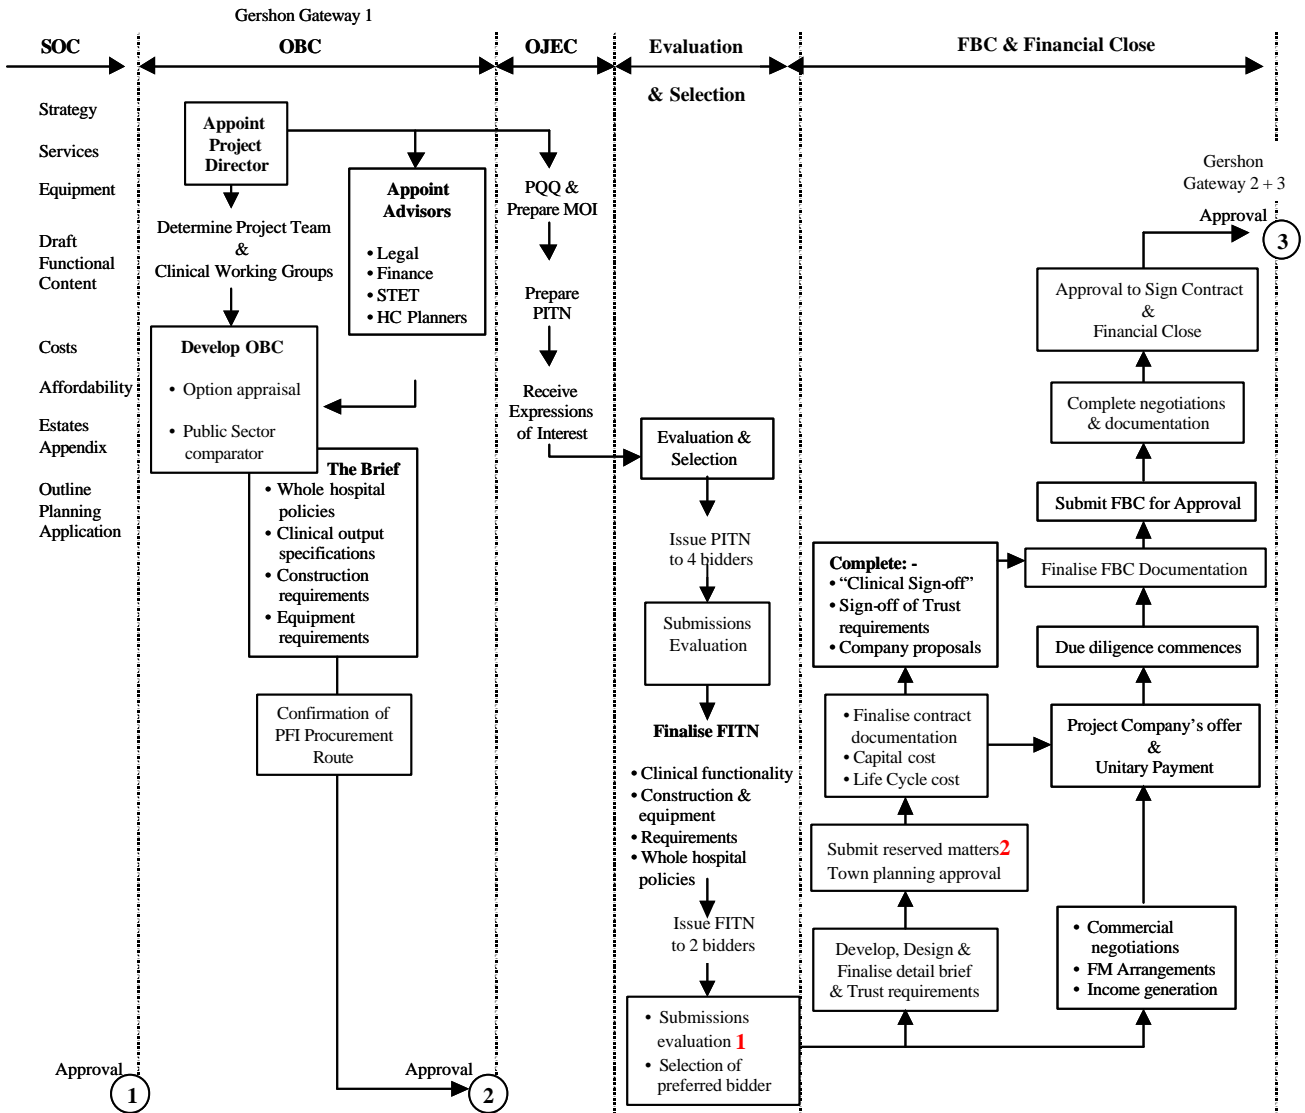 Gershon Gateway 1
SOC
OBC
OJEC
Evaluation
& Selection
FBC & Financial Close
Strategy
Services
Equipment
Draft
Functional
Content
Costs
Affordability
Estates
Appendix
Outline
Planning
Application
Approval
1
Appoint
Project
Director
Determine Project Team
&
Clinical Working Groups
Appoint
Advisors
• Legal
• Finance
• STET
• HC Planners
Develop OBC
• Option appraisal
• Public Sector
comparator
The Brief
• Whole hospital
policies
• Clinical output
specifications
• Construction
requirements
• Equipment
requirements
Confirmation of
PFI Procurement
Route
Approval
2
PQQ &
Prepare MOI
Prepare
PITN
Receive
Expressions
of Interest
Evaluation &
Selection
Issue PITN
to 4 bidders
Submissions
Evaluation
Finalise FITN
• Clinical functionality
• Construction &
equipment
• Requirements
• Whole hospital
policies
Issue FITN
to 2 bidders
• Submissions
evaluation 1
• Selection of
preferred bidder
Develop, Design &
Finalise detail brief
& Trust requirements
Submit reserved matters 2
Town planning approval
• Finalise contract
documentation
• Capital cost
• Life Cycle cost
Complete: -
• “Clinical Sign-off”
• Sign-off of Trust
requirements
• Company proposals
• Commercial
negotiations
• FM Arrangements
• Income generation
Project Company’s offer
&
Unitary Payment
Due diligence commences
Finalise FBC Documentation
Submit FBC for Approval
Complete negotiations
& documentation
Approval to Sign Contract
&
Financial Close
Gershon
Gateway 2 + 3
Approval
3